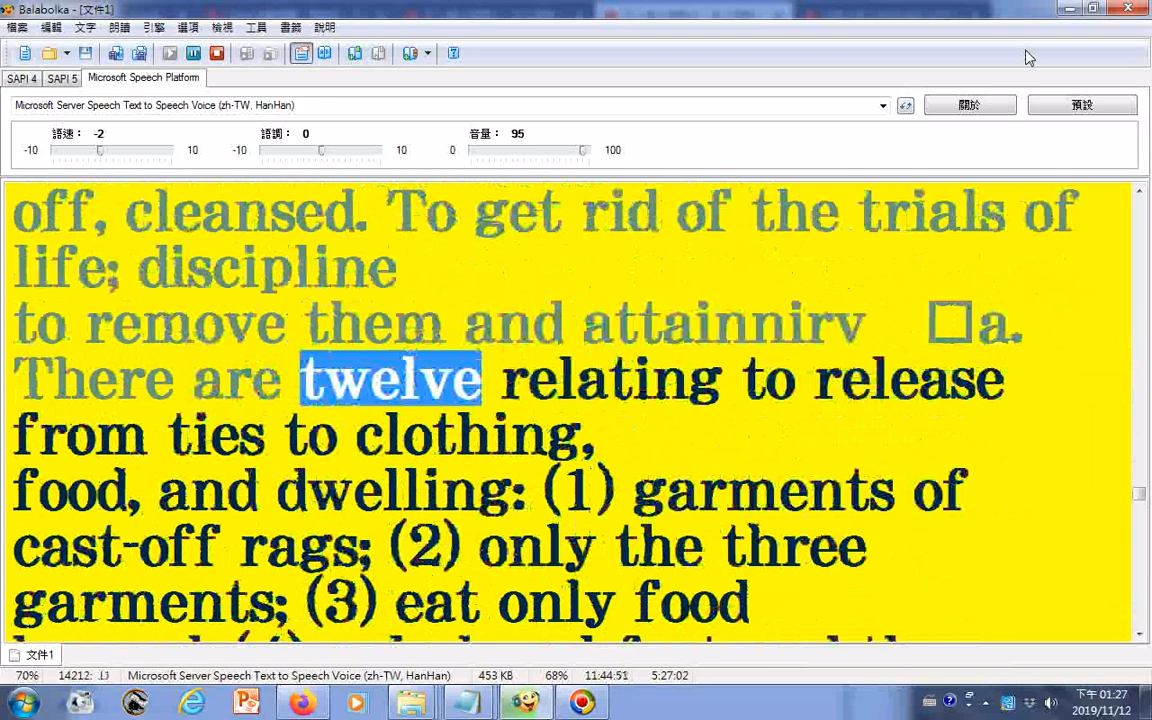 Balabolka - [文件1]
檔案 編輯 文字 朗讀 引擎 選項 檢視 工具 書籤 說明
SAPI 4 SAPI 5 Microsoft Speech Platform
Microsoft Server Speech Text to Speech Voice (zh-TW, HanHan) 關於 預設
語速： -2 語調： 0 音量： 95
-10 10 -10 10 0 100
off, cleansed. To get rid of the trials of
life; discipline
to remove them and attainnirv □a.
There are twelve relating to release
from ties to clothing,
food, and dwelling: (1) garments of
cast-off rags; (2) only the three
garments; (3) eat only food
文件1
70% 14212: 11 Microsoft Server Speech Text to Speech Voice (zh-TW, HanHan) 453 KB 68% 11:44:51 5:27:02
下午 01:27
2019/11/12